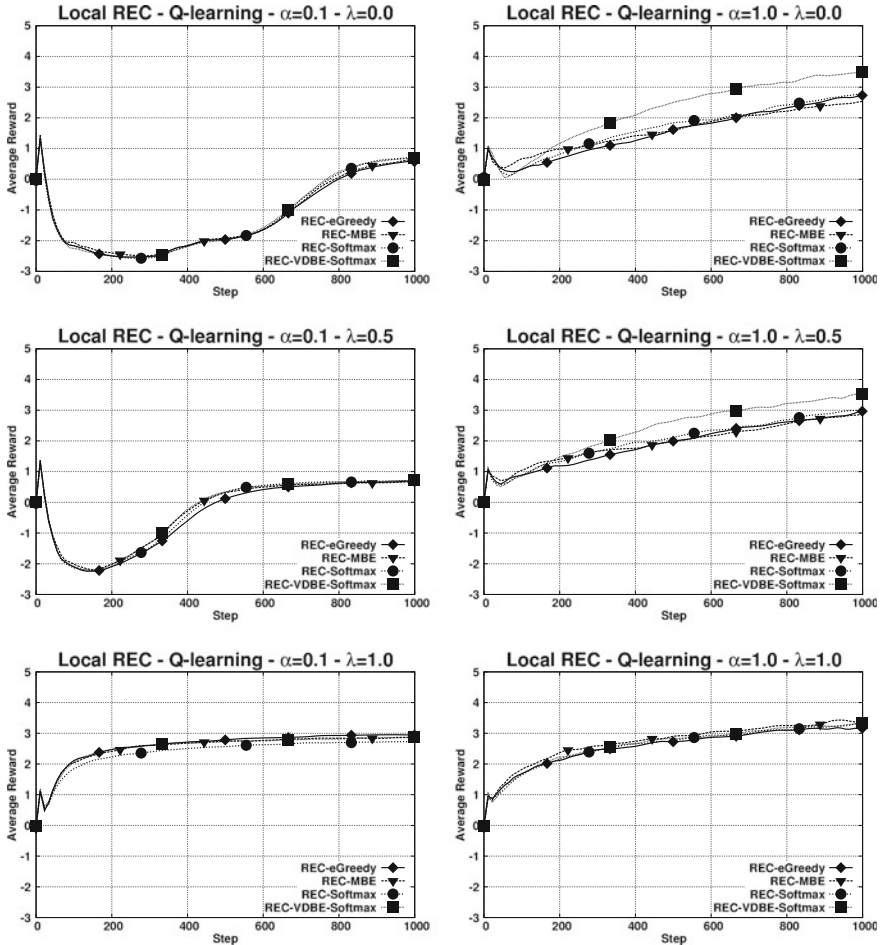 Local REC - Q-learning - α=0.1 - λ=0.0
5
4
3
2
1
0
-1
-2
-3
Average Reward
0
200
400
600
800
1000
Step
REC-eGreedy
REC-MBE
REC-Softmax
REC-VDBE-Softmax
Local REC - Q-learning - α=1.0 - λ=0.0
5
4
3
2
1
0
-1
-2
-3
Average Reward
0
200
400
600
800
1000
Step
REC-eGreedy
REC-MBE
REC-Softmax
REC-VDBE-Softmax
Local REC - Q-learning - α=0.1 - λ=0.5
5
4
3
2
1
0
-1
-2
-3
Average Reward
0
200
400
600
800
1000
Step
REC-eGreedy
REC-MBE
REC-Softmax
REC-VDBE-Softmax
Local REC - Q-learning - α=1.0 - λ=0.5
5
4
3
2
1
0
-1
-2
-3
Average Reward
0
200
400
600
800
1000
Step
REC-eGreedy
REC-MBE
REC-Softmax
REC-VDBE-Softmax
Local REC - Q-learning - α=0.1 - λ=1.0
5
4
3
2
1
0
-1
-2
-3
Average Reward
0
200
400
600
800
1000
Step
REC-eGreedy
REC-MBE
REC-Softmax
REC-VDBE-Softmax
Local REC - Q-learning - α=1.0 - λ=1.0
5
4
3
2
1
0
-1
-2
-3
Average Reward
0
200
400
600
800
1000
Step
REC-eGreedy
REC-MBE
REC-Softmax
REC-VDBE-Softmax